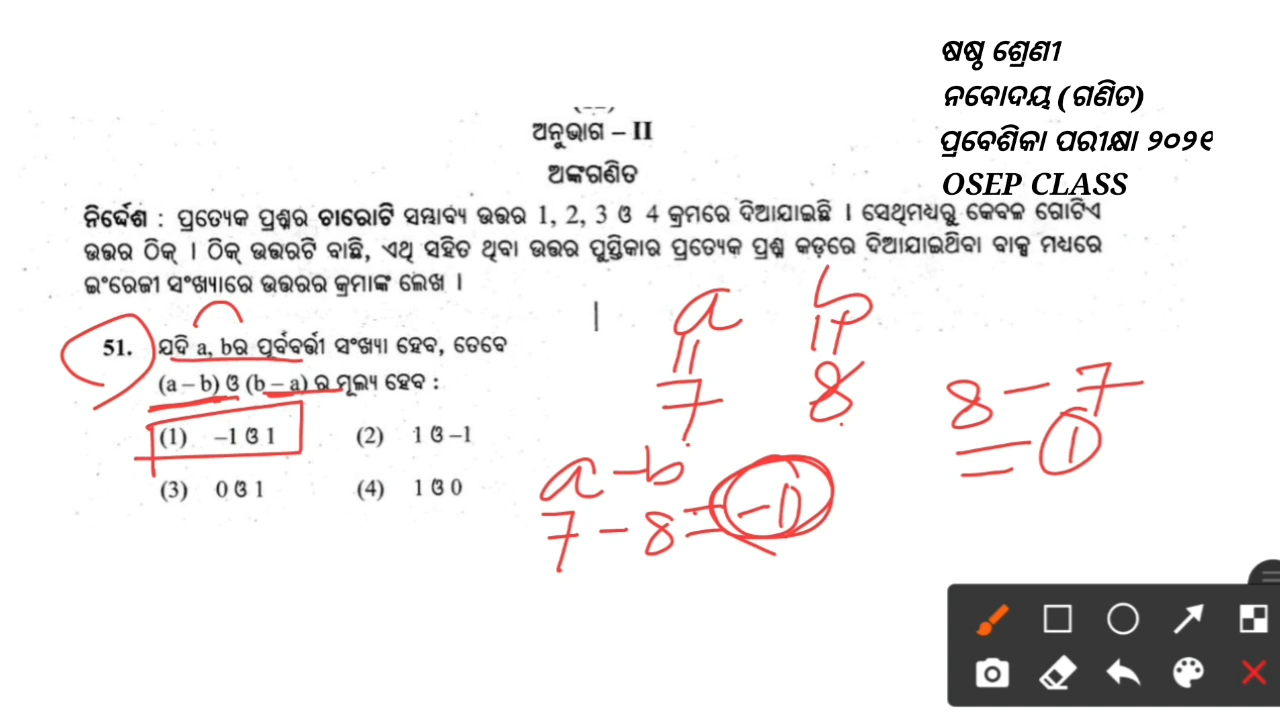 ଷଷ୍ଠ ଶ୍ରେଣୀ
ନବୋଦୟ (ଗଣିତ)
ପ୍ରବେଶିକା ପରୀକ୍ଷା ୨୦୨୧
OSEP CLASS
ଅନୁଭାଗ – II
ଅଙ୍କଗଣିତ
ନିର୍ଦ୍ଦେଶ : ପ୍ରତ୍ୟେକ ପ୍ରଶ୍ନର ଚାରୋଟି ସମ୍ଭାବ୍ୟ ଉତ୍ତର 1, 2, 3 ଓ 4 କ୍ରମରେ ଦିଆଯାଇଛି । ସେଥିମଧ୍ୟରୁ କେବଳ ଗୋଟିଏ
ଉତ୍ତର ଠିକ୍ । ଠିକ୍ ଉତ୍ତରଟି ବାଛି, ଏଥି ସହିତ ଥିବା ଉତ୍ତର ପୁସ୍ତିକାର ପ୍ରତ୍ୟେକ ପ୍ରଶ୍ନ କଡ଼ରେ ଦିଆଯାଇଥିବା ବାକ୍ସ ମଧ୍ୟରେ
ଇଂରେଜୀ ସଂଖ୍ୟାରେ ଉତ୍ତରର କ୍ରମାଙ୍କ ଲେଖ ।
51. ଯଦି a, bର ପୂର୍ବବର୍ତ୍ତୀ ସଂଖ୍ୟା ହେବ, ତେବେ
(a – b) ଓ (b – a) ର ମୂଲ୍ୟ ହେବ :
(1) –1 ଓ 1 (2) 1 ଓ –1
(3) 0 ଓ 1 (4) 1 ଓ 0
a b
7 8
8 – 7
= 1
a – b
7 – 8 = –1